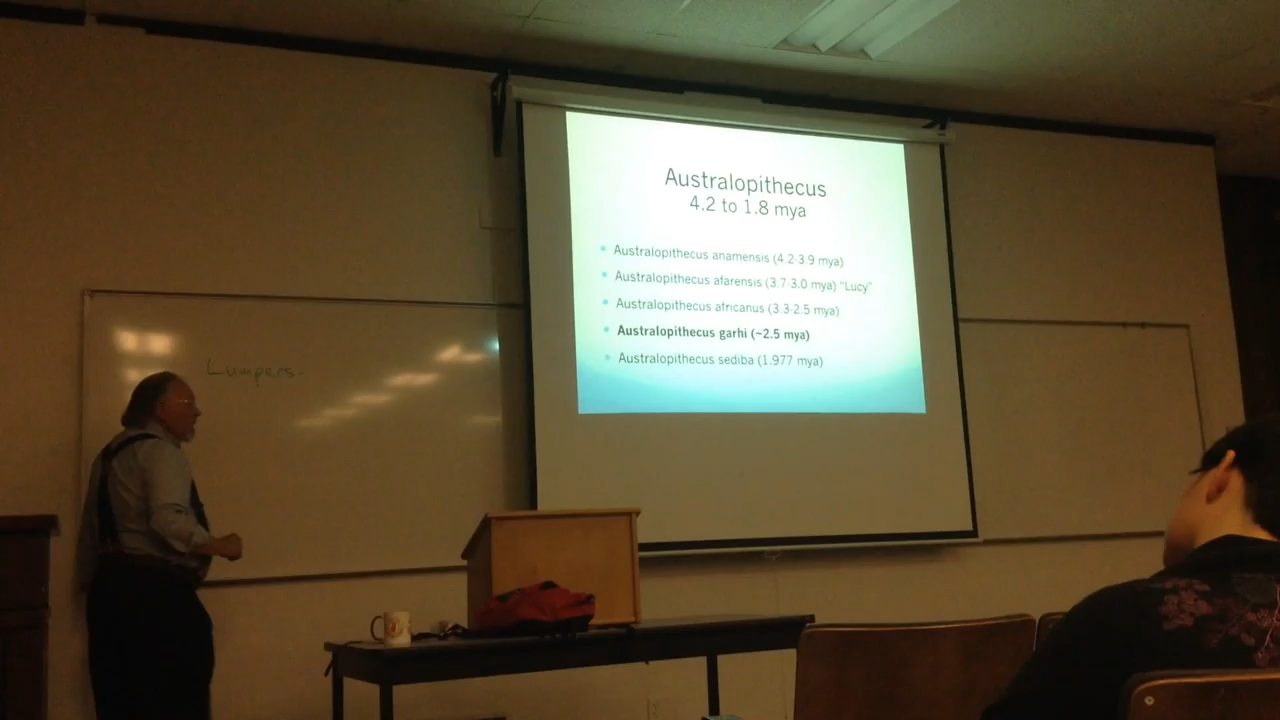 Australopithecus
4.2 to 1.8 mya
Australopithecus anamensis (4.2-3.9 mya)
Australopithecus afarensis (3.7-3.0 mya) "Lucy"
Australopithecus africanus (3.3-2.5 mya)
Australopithecus garhi (~2.5 mya)
Australopithecus sediba (1.977 mya)
Lumpers-